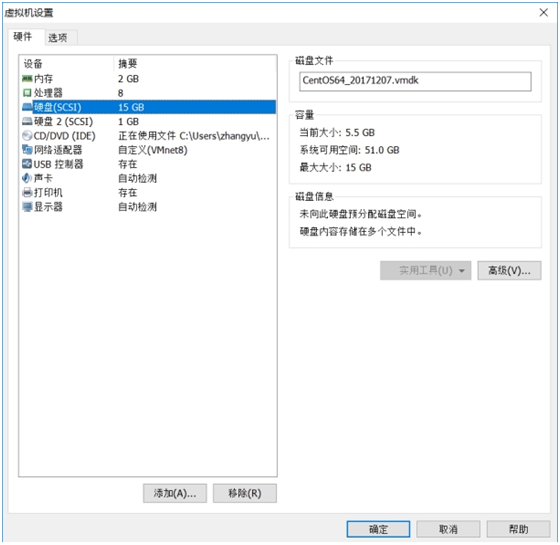 虚拟机设置
硬件 选项
设备 摘要
内存 2 GB
处理器 8
硬盘(SCSI) 15 GB
硬盘 2 (SCSI) 1 GB
CD/DVD (IDE) 正在使用文件 C:\Users\zhangyu\...
网络适配器 自定义(VMnet8)
USB 控制器 存在
声卡 自动检测
打印机 存在
显示器 自动检测
添加(A)... 移除(R)
磁盘文件
CentOS64_20171207.vmdk
容量
当前大小: 5.5 GB
系统可用空间: 51.0 GB
最大大小: 15 GB
磁盘信息
未向此硬盘预分配磁盘空间。
硬盘内容存储在多个文件中。
实用工具(U) 高级(V)...
确定 取消 帮助